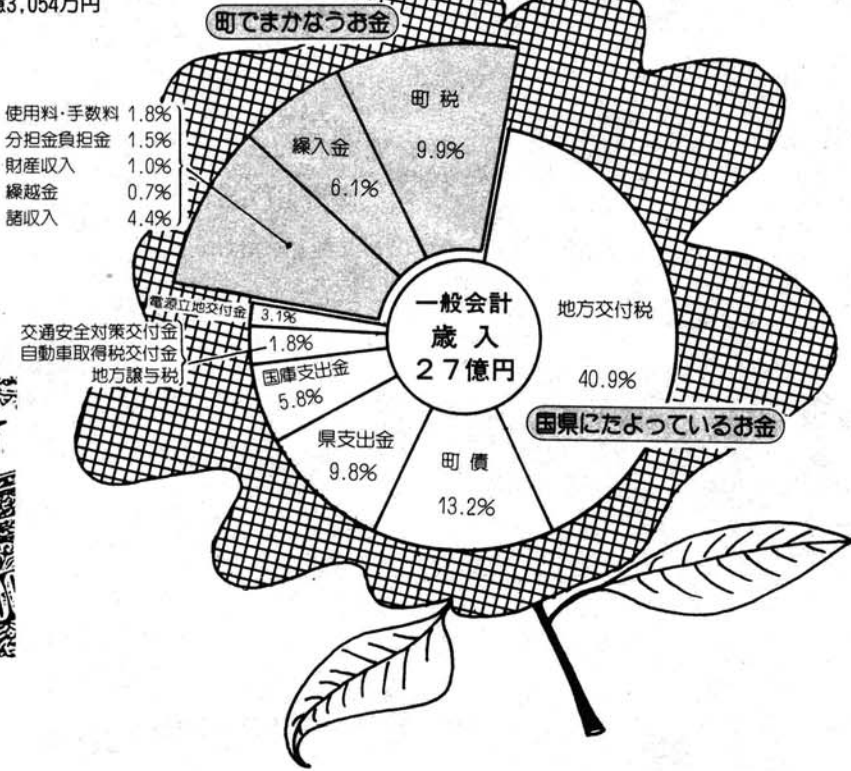 3,054万円
町でまかなうお金
使用料・手数料 1.8%
分担金負担金 1.5%
財産収入 1.0%
繰越金 0.7%
諸収入 4.4%
繰入金
6.1%
町税
9.9%
電源立地交付金 3.1%
交通安全対策交付金
自動車取得税交付金
地方譲与税
1.8%
国庫支出金
5.8%
県支出金
9.8%
町債
13.2%
地方交付税
40.9%
国県にたよっているお金
一般会計
歳入
27億円